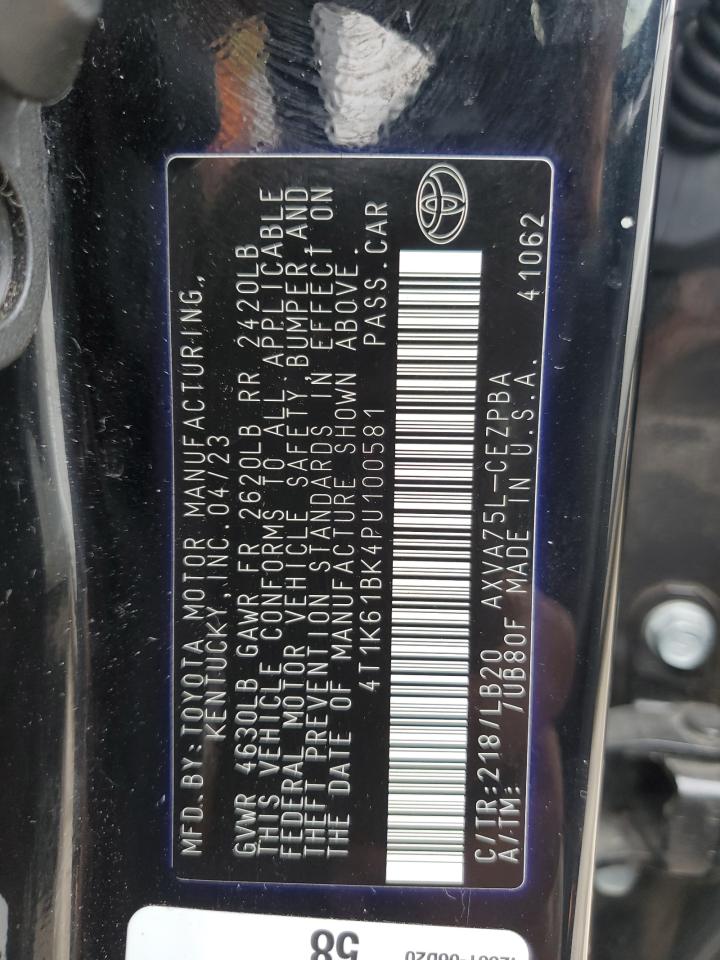 MFD. BY: TOYOTA MOTOR MANUFACTURING.,
KENTUCKY, INC. 04/23
GVWR 4630LB GAWR FR 2620LB RR 2420LB
THIS VEHICLE CONFORMS TO ALL APPLICABLE
FEDERAL MOTOR VEHICLE SAFETY, BUMPER AND
THEFT PREVENTION STANDARDS IN EFFECT ON
THE DATE OF MANUFACTURE SHOWN ABOVE.
4T1K61BK4PU100581 PASS. CAR
C/TR: 218/LB20 AXVA75L-CEZPBA
A/TM: 7UB80F MADE IN U.S.A. 41062
58